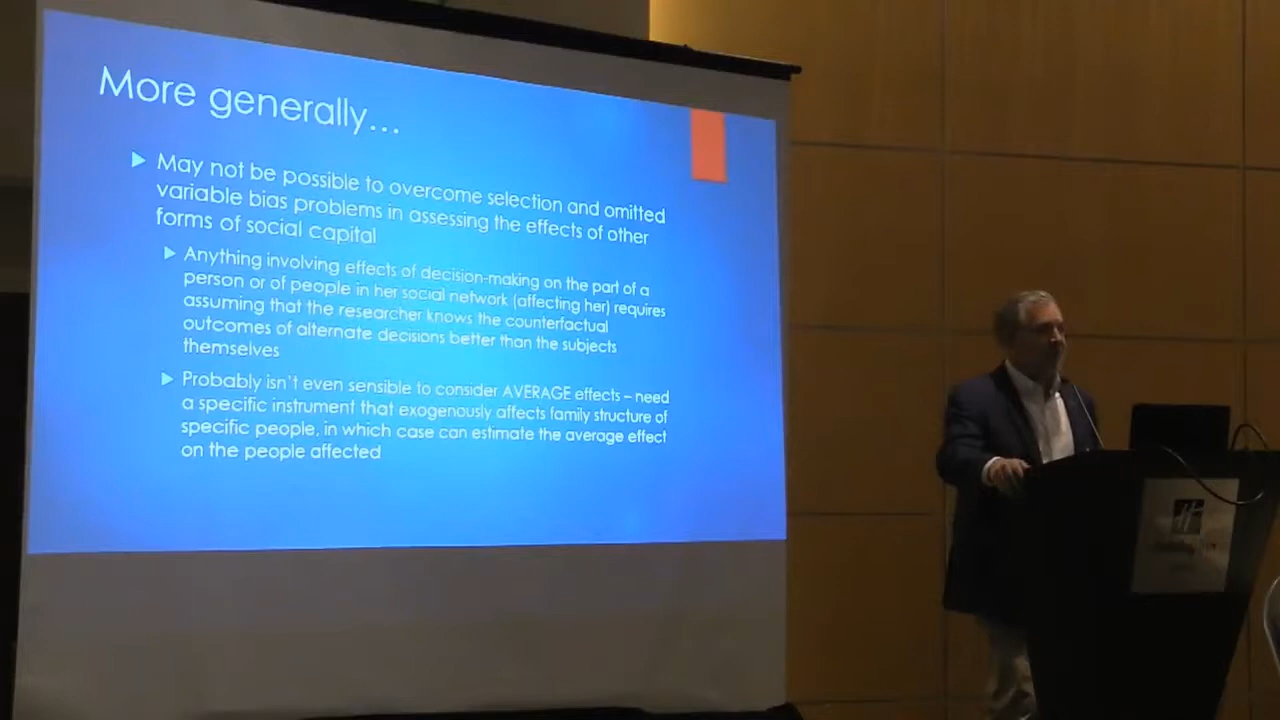 More generally...
May not be possible to overcome selection and omitted
variable bias problems in assessing the effects of other
forms of social capital
Anything involving effects of decision-making on the part of a
person or of people in her social network (affecting her) requires
assuming that the researcher knows the counterfactual
outcomes of alternate decisions better than the subjects
themselves
Probably isn't even sensible to consider AVERAGE effects – need
a specific instrument that exogenously affects family structure of
specific people, in which case can estimate the average effect
on the people affected
H